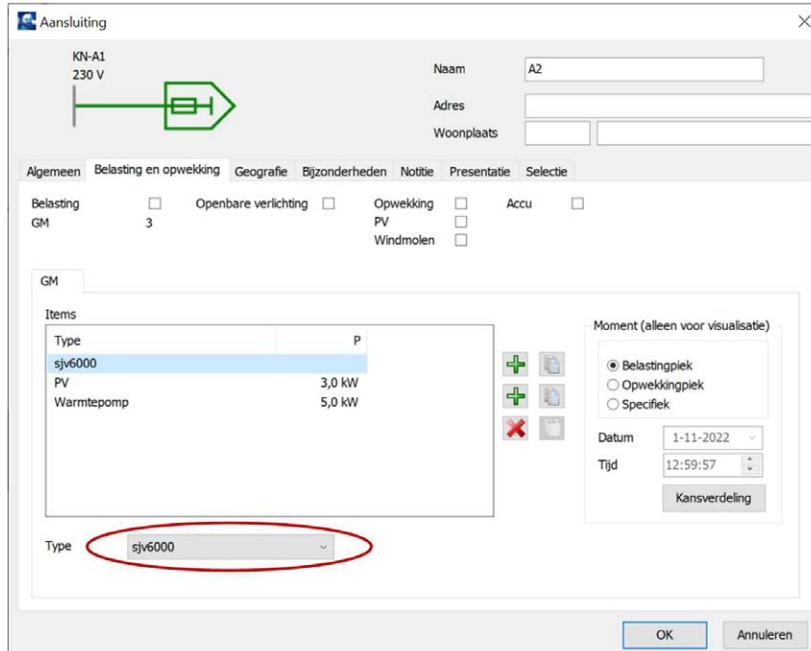 Aansluiting
KN-A1
230 V
Naam A2
Adres
Woonplaats
Algemeen Belasting en opwekking Geografie Bijzonderheden Notitie Presentatie Selectie
Belasting Openbare verlichting Opwekking Accu
GM 3 PV
Windmolen
GM
Items
Type P
sjv6000
PV 3,0 kW
Warmtepomp 5,0 kW
Moment (alleen voor visualisatie)
Belastingpiek
Opwekkingpiek
Specifiek
Datum 1-11-2022
Tijd 12:59:57
Kansverdeling
Type sjv6000
OK Annuleren